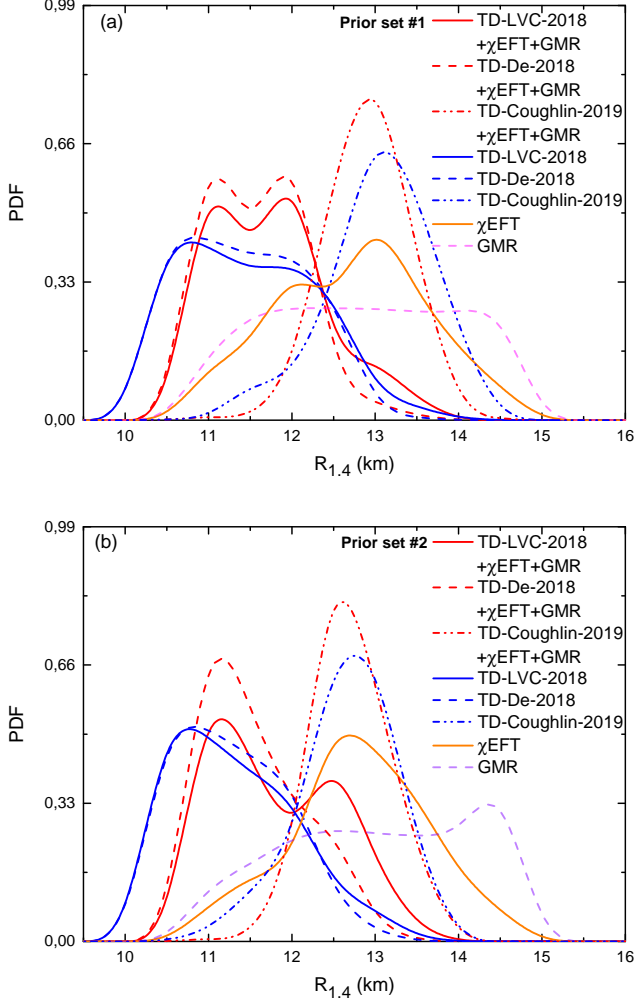 (a)
Prior set #1
TD-LVC-2018
+χEFT+GMR
TD-De-2018
+χEFT+GMR
TD-Coughlin-2019
+χEFT+GMR
TD-LVC-2018
TD-De-2018
TD-Coughlin-2019
χEFT
GMR
0,99
0,66
0,33
0,00
PDF
10 11 12 13 14 15 16
R1.4 (km)
(b)
Prior set #2
TD-LVC-2018
+χEFT+GMR
TD-De-2018
+χEFT+GMR
TD-Coughlin-2019
+χEFT+GMR
TD-LVC-2018
TD-De-2018
TD-Coughlin-2019
χEFT
GMR
0,99
0,66
0,33
0,00
PDF
10 11 12 13 14 15 16
R1.4 (km)